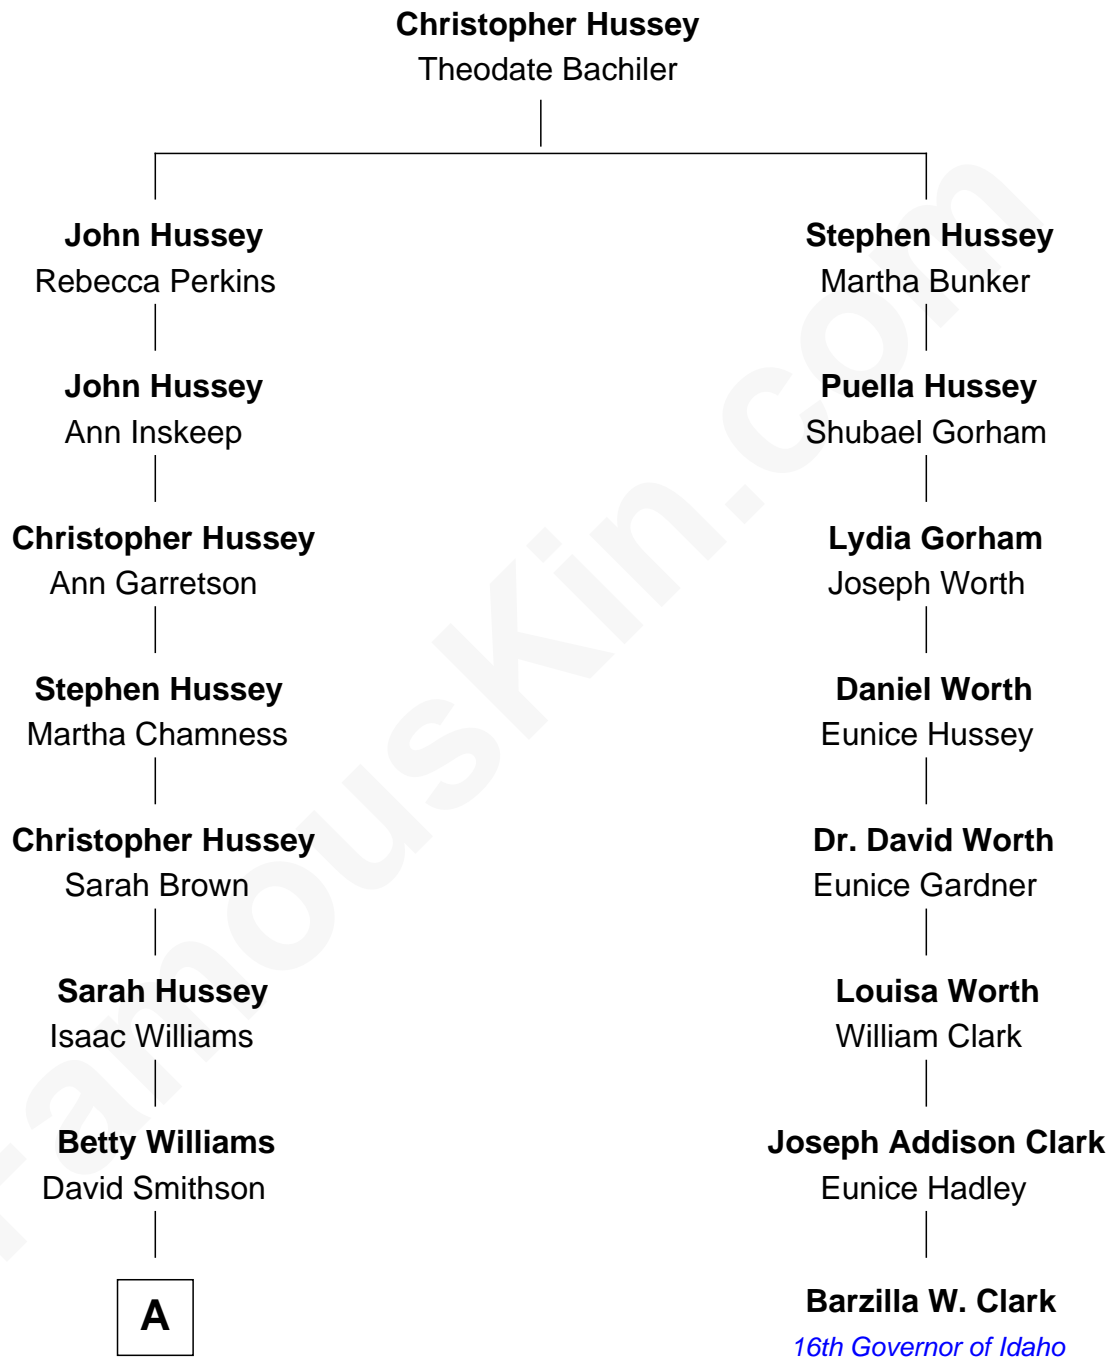 Christopher Hussey
Theodate Bachiler
John Hussey
Rebecca Perkins
Stephen Hussey
Martha Bunker
John Hussey
Ann Inskeep
Puella Hussey
Shubael Gorham
Christopher Hussey
Ann Garretson
Lydia Gorham
Joseph Worth
Stephen Hussey
Martha Chamness
Daniel Worth
Eunice Hussey
Christopher Hussey
Sarah Brown
Dr. David Worth
Eunice Gardner
Sarah Hussey
Isaac Williams
Louisa Worth
William Clark
Betty Williams
David Smithson
Joseph Addison Clark
Eunice Hadley
A
Barzilla W. Clark
16th Governor of Idaho
FamousKin.com